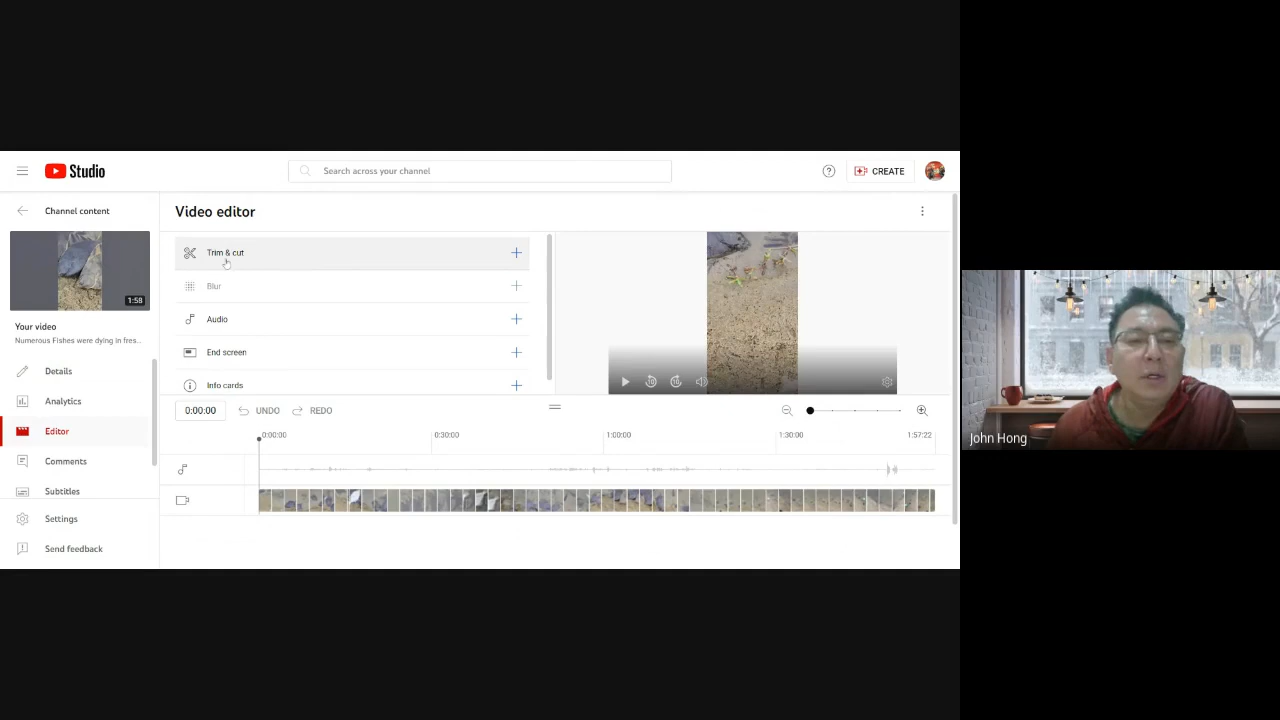 Studio
Search across your channel
CREATE
Channel content
1:58
Your video
Numerous Fishes were dying in fres...
Details
Analytics
Editor
Comments
Subtitles
Settings
Send feedback
Video editor
Trim & cut
Blur
Audio
End screen
Info cards
10
10
0:00:00
UNDO
REDO
0:00:00
0:30:00
1:00:00
1:30:00
1:57:22
John Hong